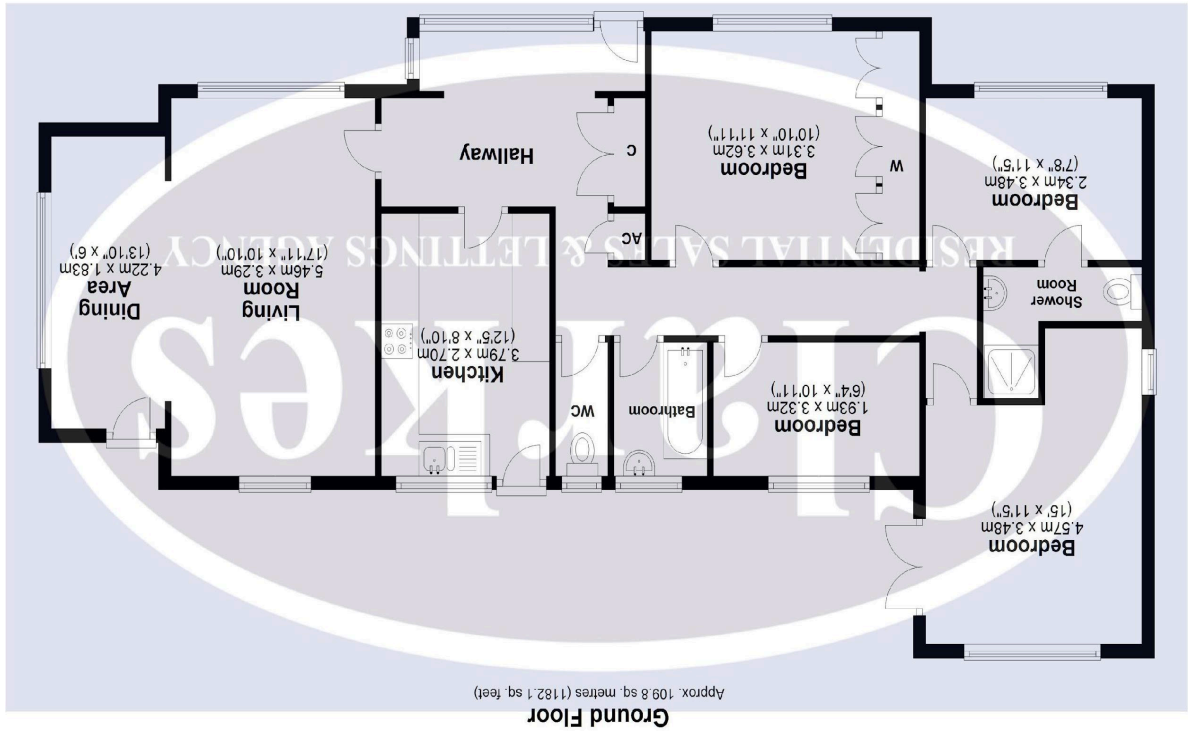 Ground Floor
Approx. 109.8 sq. metres (1182.1 sq. feet)
Bedroom
4.57m x 3.48m
(15' x 11'5")
Bedroom
1.93m x 3.32m
(6'4" x 10'11")
Bathroom
WC
Kitchen
3.79m x 2.70m
(12'5" x 8'10")
Living
Room
5.46m x 3.29m
(17'11" x 10'10")
Dining
Area
4.22m x 1.83m
(13'10" x 6')
Shower
Room
Bedroom
2.34m x 3.48m
(7'8" x 11'5")
W
Bedroom
3.31m x 3.62m
(10'10" x 11'11")
AC
C
Hallway
Clarkes
RESIDENTIAL SALES & LETTINGS AGENCY